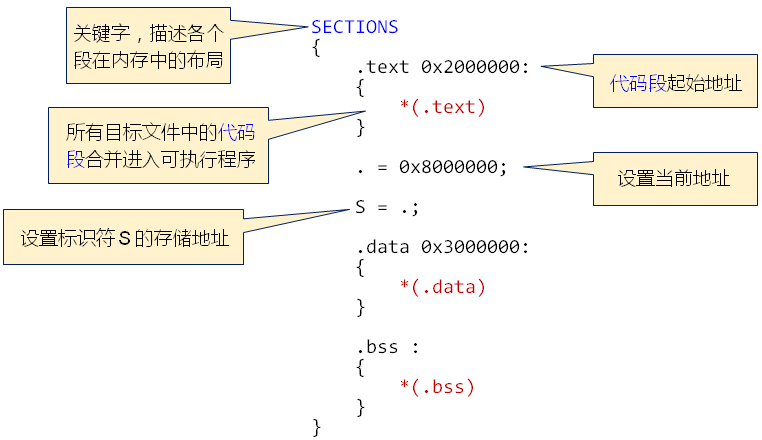 关键字，描述各个
段在内存中的布局
SECTIONS
{
.text 0x2000000:
代码段起始地址
{
*(.text)
}
所有目标文件中的代码
段合并进入可执行程序
. = 0x8000000;
设置当前地址
S = .;
设置标识符S的存储地址
.data 0x3000000:
{
*(.data)
}
.bss :
{
*(.bss)
}
}